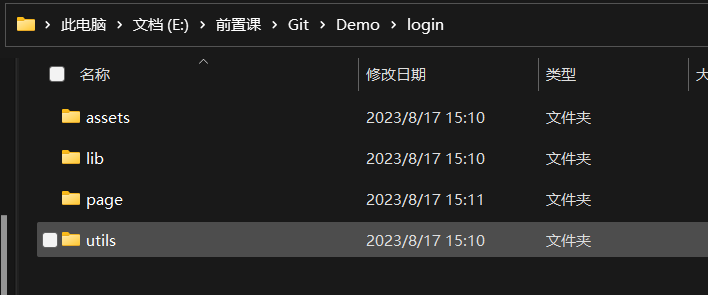 此电脑 > 文档 (E:) > 前置课 > Git > Demo > login
名称 修改日期 类型
assets 2023/8/17 15:10 文件夹
lib 2023/8/17 15:10 文件夹
page 2023/8/17 15:11 文件夹
utils 2023/8/17 15:10 文件夹